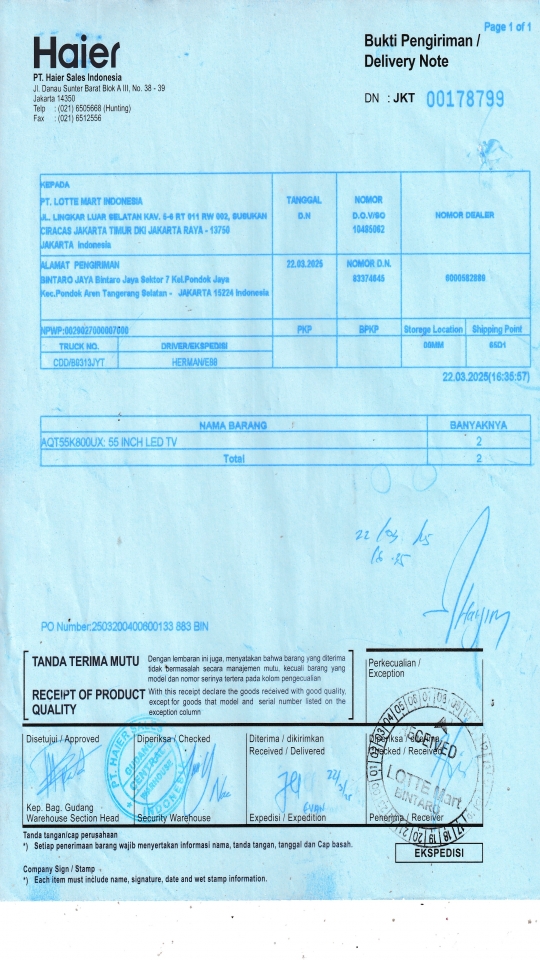 Page 1 of 1
Haier
Bukti Pengiriman /
Delivery Note
PT. Haier Sales Indonesia
Jl. Danau Sunter Barat Blok A III, No. 38 - 39
Jakarta 14350
Telp : (021) 6505668 (Hunting)
Fax : (021) 6512556
DN : JKT 00178799
KEPADA
PT. LOTTE MART INDONESIA
JL. LINGKAR LUAR SELATAN KAV. 5-6 RT 011 RW 002, SUSUKAN
CIRACAS JAKARTA TIMUR DKI JAKARTA RAYA - 13750
JAKARTA Indonesia
TANGGAL
D.N
NOMOR
D.O./SO
10485062
NOMOR DEALER
ALAMAT PENGIRIMAN
BINTARO JAYA Bintaro Jaya Sektor 7 Kel.Pondok Jaya
Kec.Pondok Aren Tangerang Selatan - JAKARTA 15224 Indonesia
22.03.2025
NOMOR D.N.
83374645
NPWP:
PKP
BPKP
Storege Location
Shipping Point
TRUCK NO.
DRIVER/EKSPEDISI
CDD/B9313JYT
22.03.2025(16:35:57)
NAMA BARANG
BANYAKNYA
AQT55K800UX: 55 INCH LED TV
2
Total
2
22/03/25
PO Number:2503200400600133 883 BIN
TANDA TERIMA MUTU
Dengan lembaran ini juga, menyatakan bahwa barang yang diterima
tidak bermasalah secara manajemen mutu, kecuali barang yang
model dan nomor serinya tertera pada kolom pengecualian
RECEIPT OF PRODUCT
QUALITY
With this receipt declare the goods received with good quality,
except for goods that model and serial number listed on the
exception column
Perkecualian /
Exception
Disetujui / Approved
Diperiksa / Checked
Diterima / dikirimkan
Received / Delivered
Checked / Received
PT. HAIER
INDONESIA
RECEIVED
LOTTE Mart
BINTARO
Kep. Bag. Gudang
Warehouse Section Head
Security Warehouse
Expedisi / Expedition
Penerima / Receiver
Tanda tangan/cap perusahaan
*) Setiap penerimaan barang wajib menyertakan informasi nama, tanda tangan, tanggal dan Cap basah.
EKSPEDISI
Company Sign / Stamp
*) Each item must include name, signature, date and wet stamp information.